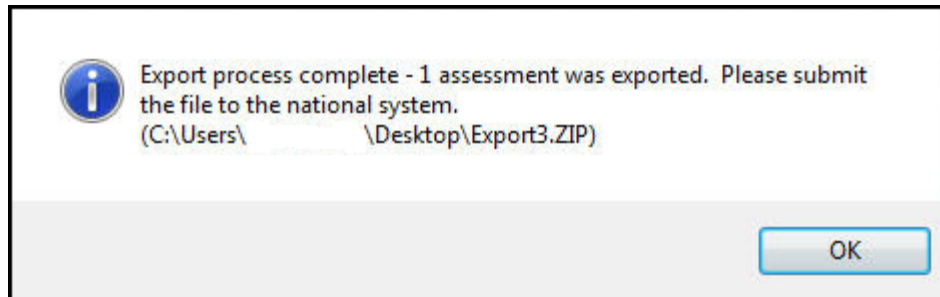 Export process complete - 1 assessment was exported.  Please submit
the file to the national system.
(C:\Users\ \Desktop\Export3.ZIP)
OK